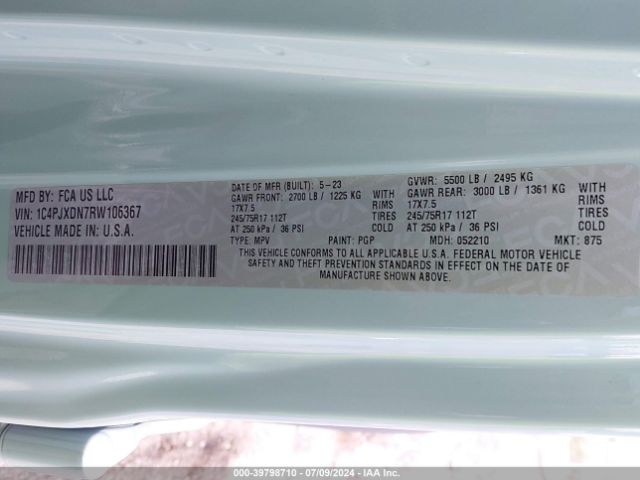 MFD BY: FCA US LLC
VIN: 1C4PJXDN7RW106367
VEHICLE MADE IN: U.S.A.
DATE OF MFR (BUILT): 5-23
GVWR: 5500 LB / 2495 KG
GAWR FRONT: 2700 LB / 1225 KG WITH
GAWR REAR: 3000 LB / 1361 KG WITH
17X7.5 RIMS
17X7.5 RIMS
245/75R17 112T TIRES
245/75R17 112T TIRES
AT 250 kPa / 36 PSI COLD
AT 250 kPa / 36 PSI COLD
TYPE: MPV PAINT: PGP MDH: 052210 MKT: 875
THIS VEHICLE CONFORMS TO ALL APPLICABLE U.S.A. FEDERAL MOTOR VEHICLE
SAFETY AND THEFT PREVENTION STANDARDS IN EFFECT ON THE DATE OF
MANUFACTURE SHOWN ABOVE.
000-39798710 / 07/09/2024 - IAA Inc.